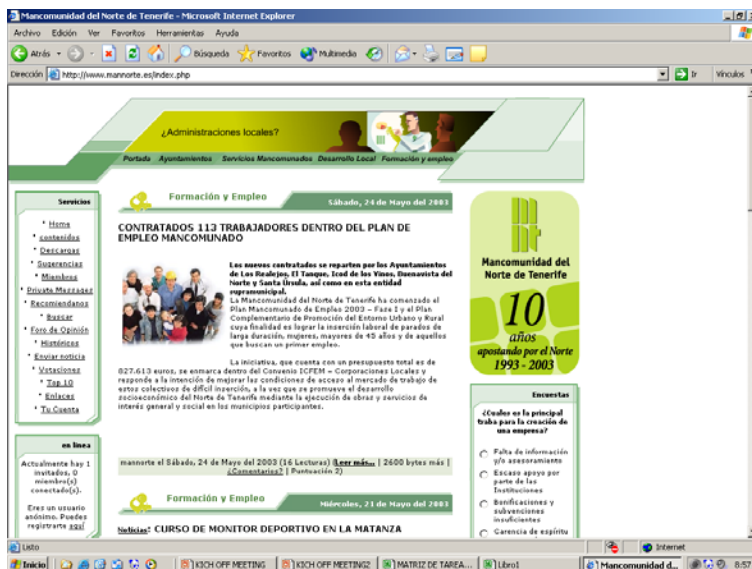 Mancomunidad del Norte de Tenerife - Microsoft Internet Explorer
Archivo Edición Ver Favoritos Herramientas Ayuda
Atrás Búsqueda Favoritos Multimedia
Dirección http://www.mannorte.es/index.php Ir Vínculos
¿Administraciones locales?
Portada Ayuntamientos Servicios Mancomunados Desarrollo Local Formación y empleo
Servicios
* Home
* contenidos
* Descargas
* Sugerencias
* Miembros
* Private Messages
* Recomiendanos
* Buscar
* Foro de Opinión
* Históricos
* Enviar noticia
* Votaciones
* Top 10
* Enlaces
* Tu Cuenta
en linea
Actualmente hay 1
invitados, 0
miembro(s)
conectado(s).
Eres un usuario
anónimo. Puedes
registrarte aquí
Formación y Empleo
Sábado, 24 de Mayo del 2003
CONTRATADOS 113 TRABAJADORES DENTRO DEL PLAN DE
EMPLEO MANCOMUNADO
Los nuevos contratados se reparten por los Ayuntamientos
de Los Realejos, El Tanque, Icod de los Vinos, Buenavista del
Norte y Santa Úrsula, así como en esta entidad
supramunicipal.
La Mancomunidad del Norte de Tenerife ha comenzado el
Plan Mancomunado de Empleo 2003 - Fase I y el Plan
Complementario de Promoción del Entorno Urbano y Rural
cuya finalidad es lograr la inserción laboral de parados de
larga duración, mujeres, mayores de 45 años y de aquellos
que buscan un primer empleo.
La iniciativa, que cuenta con un presupuesto total es de
827.613 euros, se enmarca dentro del Convenio ICFEM - Corporaciones Locales y
responde a la intención de mejorar las condiciones de acceso al mercado de trabajo de
estos colectivos de difícil inserción, a la vez que se promueve el desarrollo
socioeconómico del Norte de Tenerife mediante la ejecución de obras y servicios de
interés general y social en los municipios participantes.
mannorte el Sábado, 24 de Mayo del 2003 (16 Lecturas) (Leer más... | 2600 bytes más |
¿Comentarios? | Puntuación 2)
Formación y Empleo
Miércoles, 21 de Mayo del 2003
Noticias: CURSO DE MONITOR DEPORTIVO EN LA MATANZA
Mancomunidad del
Norte de Tenerife
10
años
apostando por el Norte
1993 - 2003
Encuestas
¿Cuales es la principal
traba para la creación de
una empresa?
Falta de información
y/o asesoramiento
Escaso apoyo por
parte de las
Instituciones
Bonificaciones y
subvenciones
insuficientes
Carencia de espíritu
Listo Internet
Inicio KICH OFF MEETING KICH OFF MEETING2 MATRIZ DE TAREA... Libro1 Mancomunidad d... 8:57